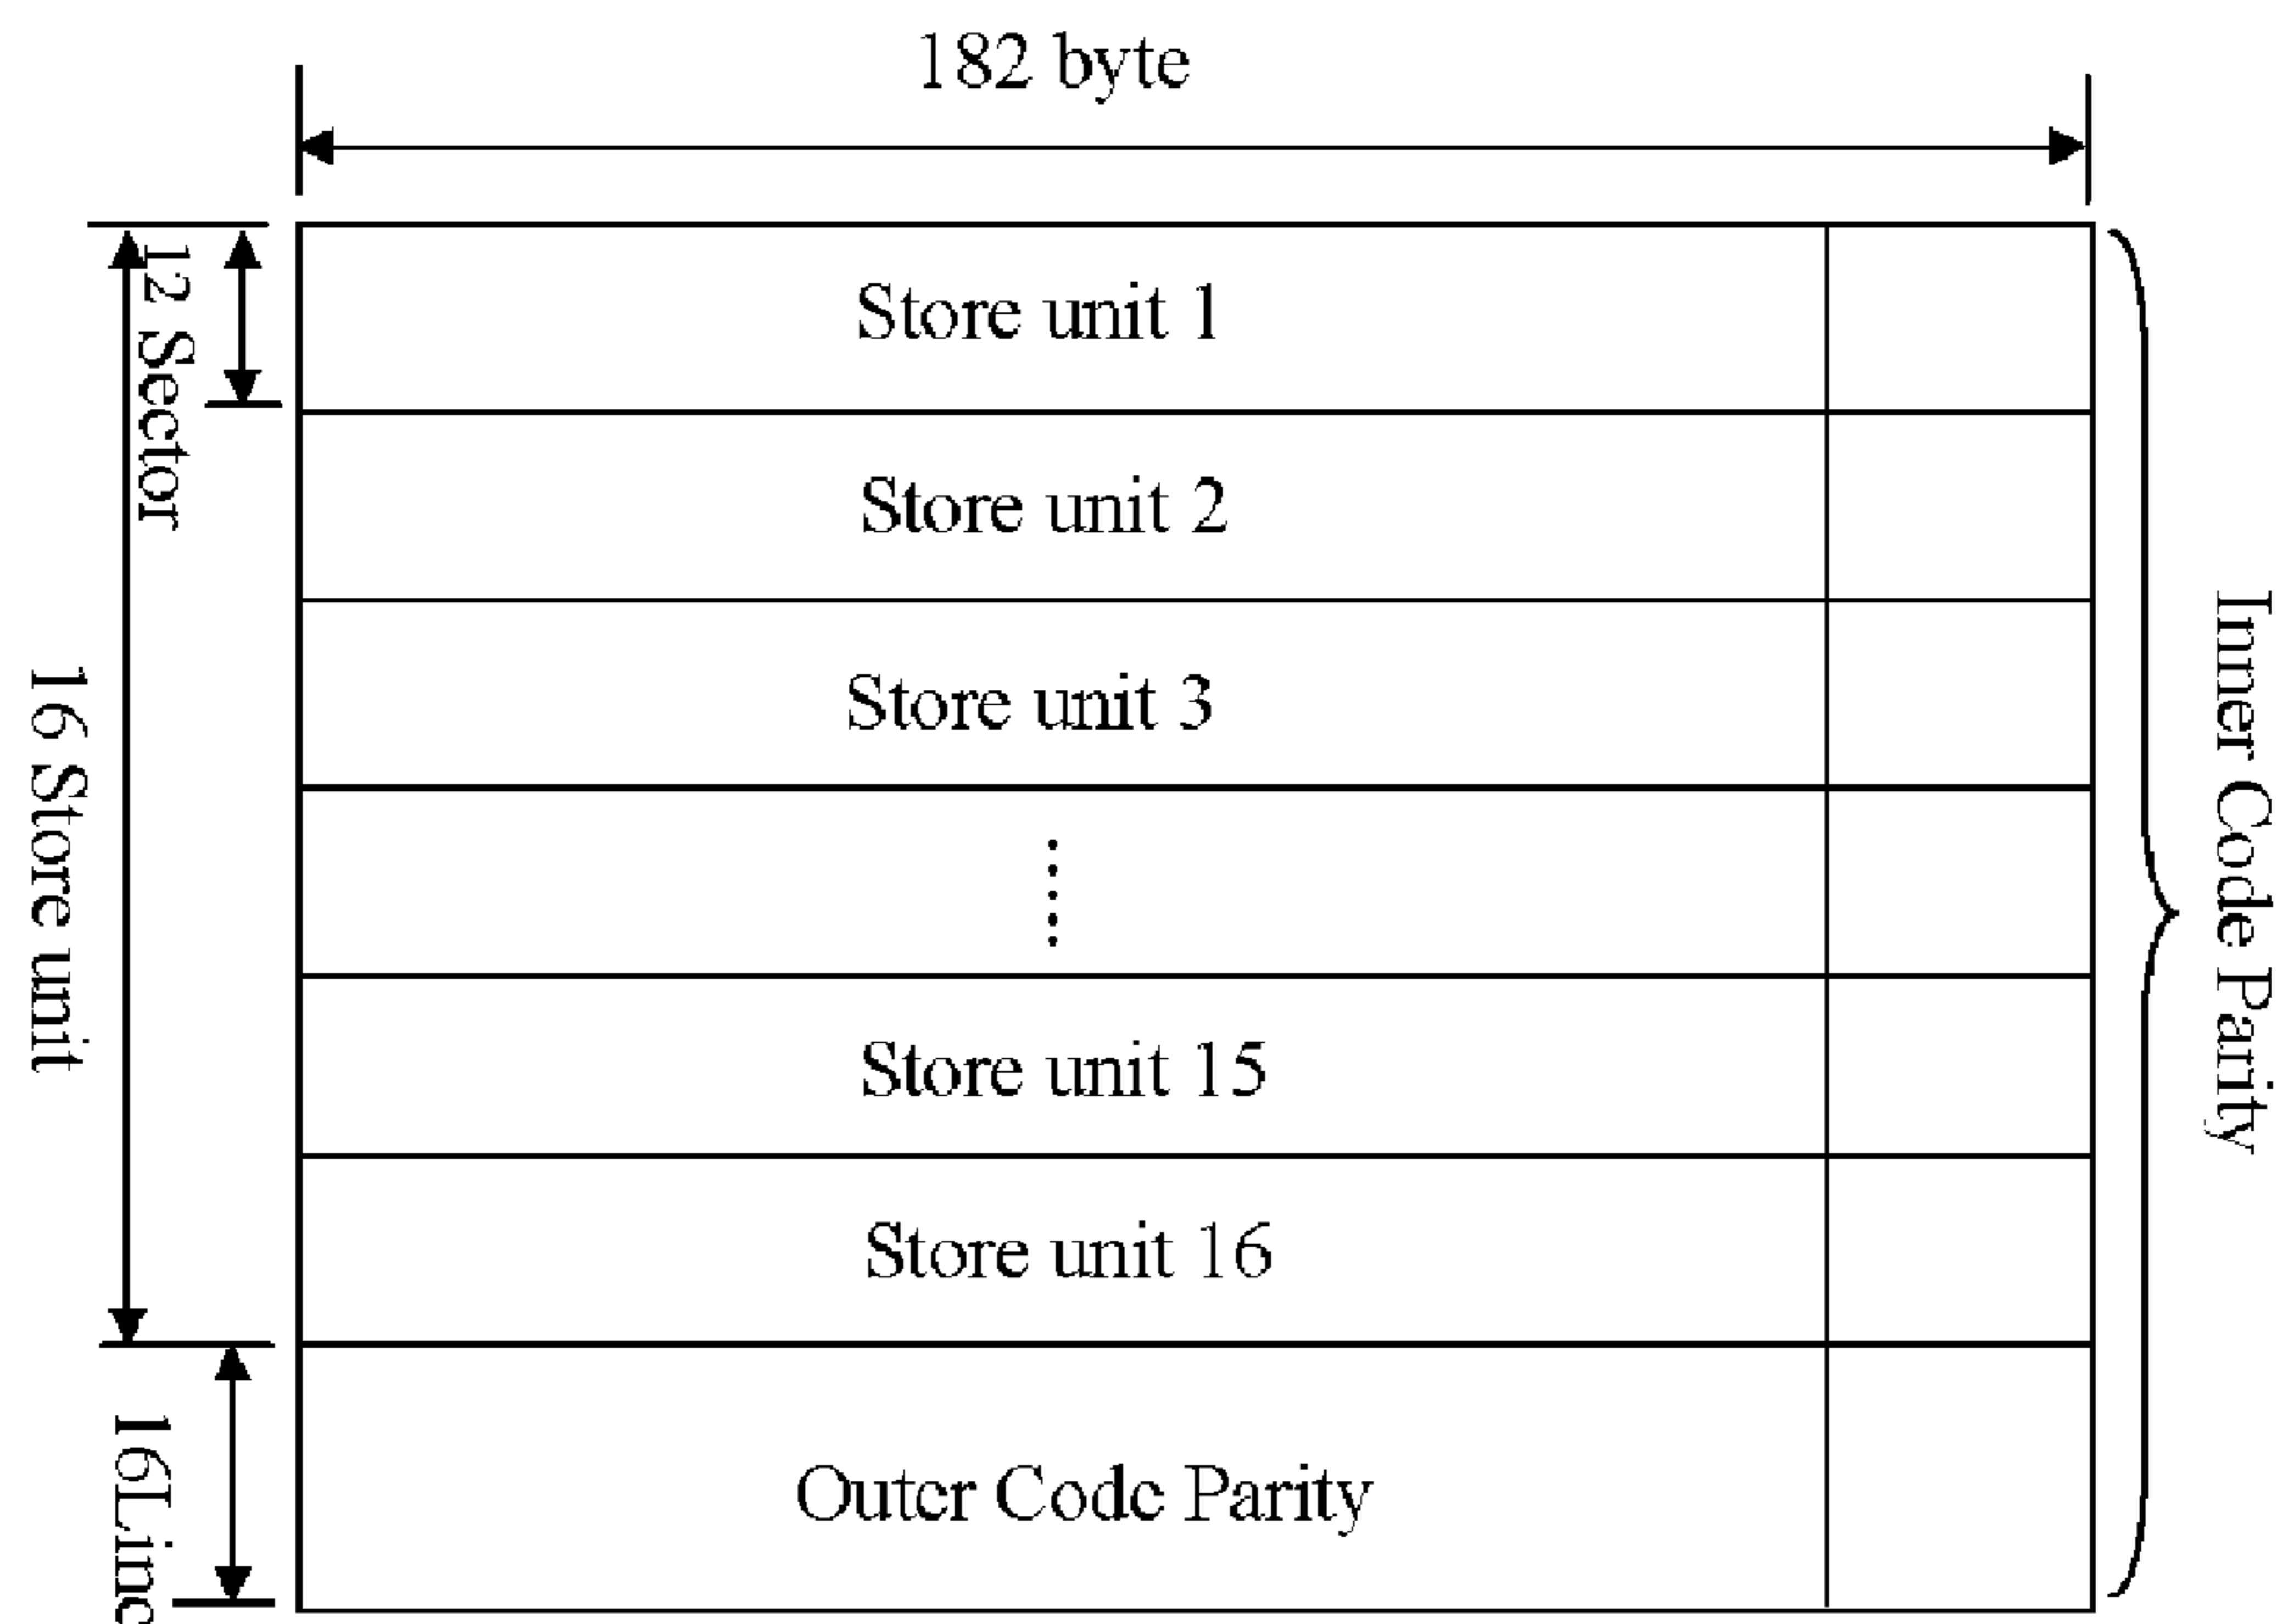 182 byte
12 Sector
Store unit 1
Store unit 2
Store unit 3
16 Store unit
Inner Code Parity
Store unit 15
Store unit 16
16Line
Outer Code Parity